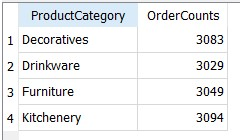 ProductCategory OrderCounts
1 Decoratives 3083
2 Drinkware 3029
3 Furniture 3049
4 Kitchenery 3094